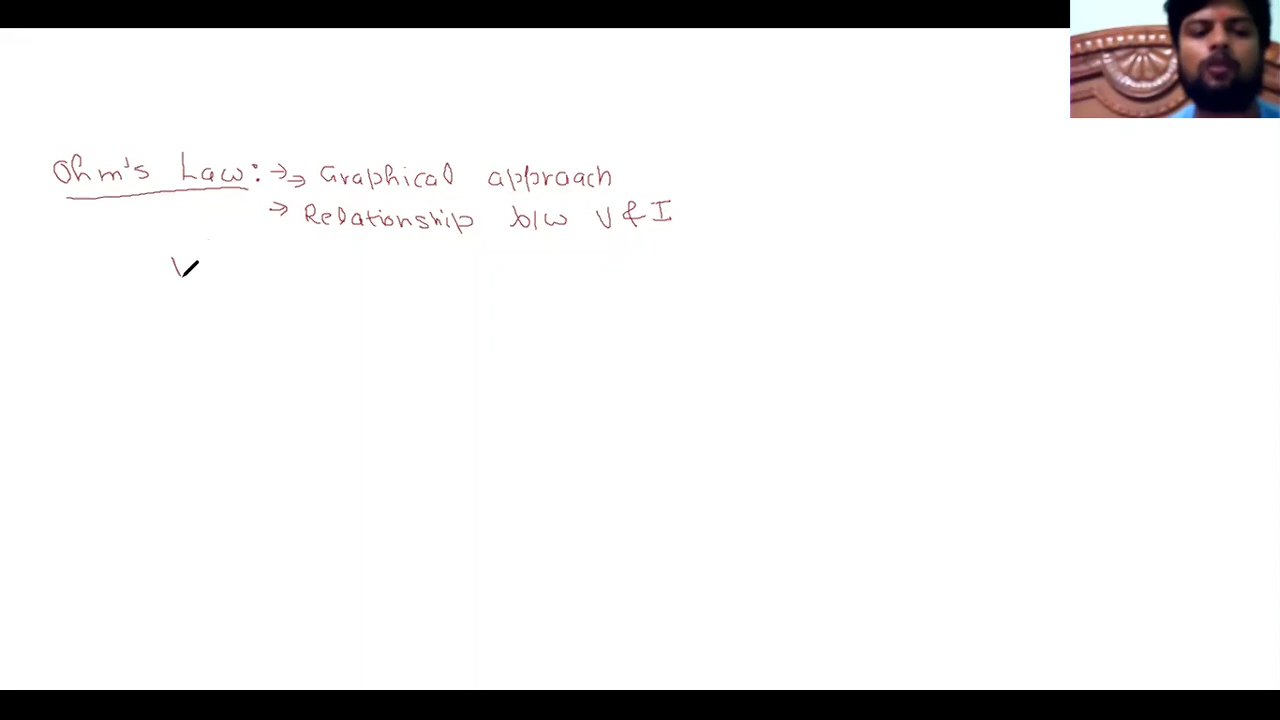 Ohm's Law: →→ Graphical approach
→ Relationship b/w V & I
V